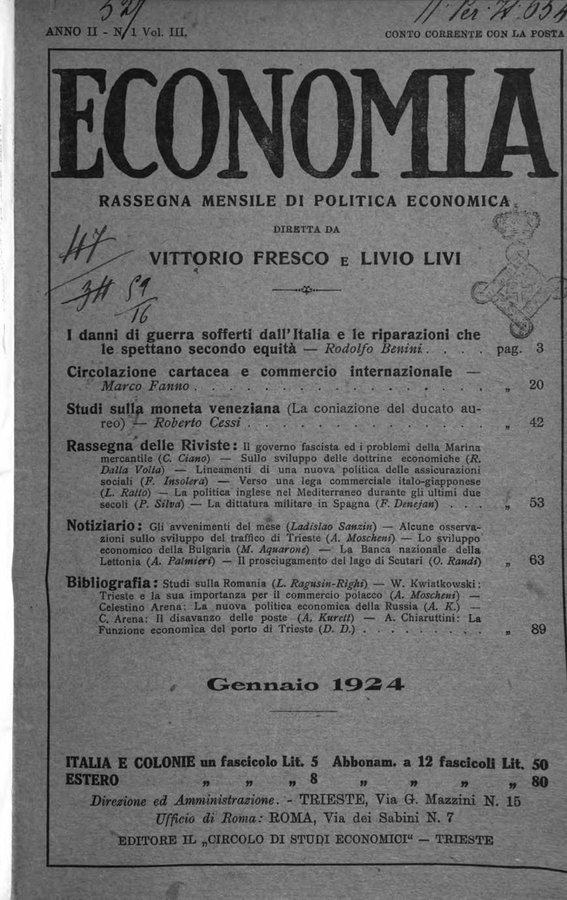 ANNO II - N. 1 Vol. III.
CONTO CORRENTE CON LA POSTA
ECONOMIA
RASSEGNA MENSILE DI POLITICA ECONOMICA
DIRETTA DA
VITTORIO FRESCO E LIVIO LIVI
47
34 59
16
I danni di guerra sofferti dall'Italia e le riparazioni che
le spettano secondo equità — Rodolfo Benini. . . . pag. 3
Circolazione cartacea e commercio internazionale —
Marco Fanno . . . . . . . . . . . . . . . „ 20
Studi sulla moneta veneziana (La coniazione del ducato au-
reo) — Roberto Cessi . . . . . . . . . . . . „ 42
Rassegna delle Riviste: Il governo fascista ed i problemi della Marina
mercantile (C. Ciano) — Sullo sviluppo delle dottrine economiche (R.
Dalla Volta) — Lineamenti di una nuova politica delle assicurazioni
sociali (F. Insolera) — Verso una lega commerciale italo-giapponese
(L. Ratto) — La politica inglese nel Mediterraneo durante gli ultimi due
secoli (P. Silva) — La dittatura militare in Spagna (F. Denejan) . . . „ 53
Notiziario: Gli avvenimenti del mese (Ladislao Sanzin) — Alcune osserva-
zioni sullo sviluppo del traffico di Trieste (A. Moscheni) — Lo sviluppo
economico della Bulgaria (M. Aquarone) — La Banca nazionale della
Lettonia (A. Palmieri) — Il prosciugamento del lago di Scutari (O. Randi) „ 63
Bibliografia: Studi sulla Romania (L. Ragusin-Righi) — W. Kwiatkowski:
Trieste e la sua importanza per il commercio polacco (A. Moscheni) —
Celestino Arena: La nuova politica economica della Russia (A. K.) —
C. Arena: Il disavanzo delle poste (A. Kurett) — A. Chiaruttini: La
Funzione economica del porto di Trieste (D. D.) . . . . . . . . . „ 89
Gennaio 1924
ITALIA E COLONIE un fascicolo Lit. 5 Abbonam. a 12 fascicoli Lit. 50
ESTERO „ „ „ 8 „ „ „ „ 80
Direzione ed Amministrazione. - TRIESTE, Via G. Mazzini N. 15
Ufficio di Roma: ROMA, Via dei Sabini N. 7
EDITORE IL „CIRCOLO DI STUDI ECONOMICI“ — TRIESTE